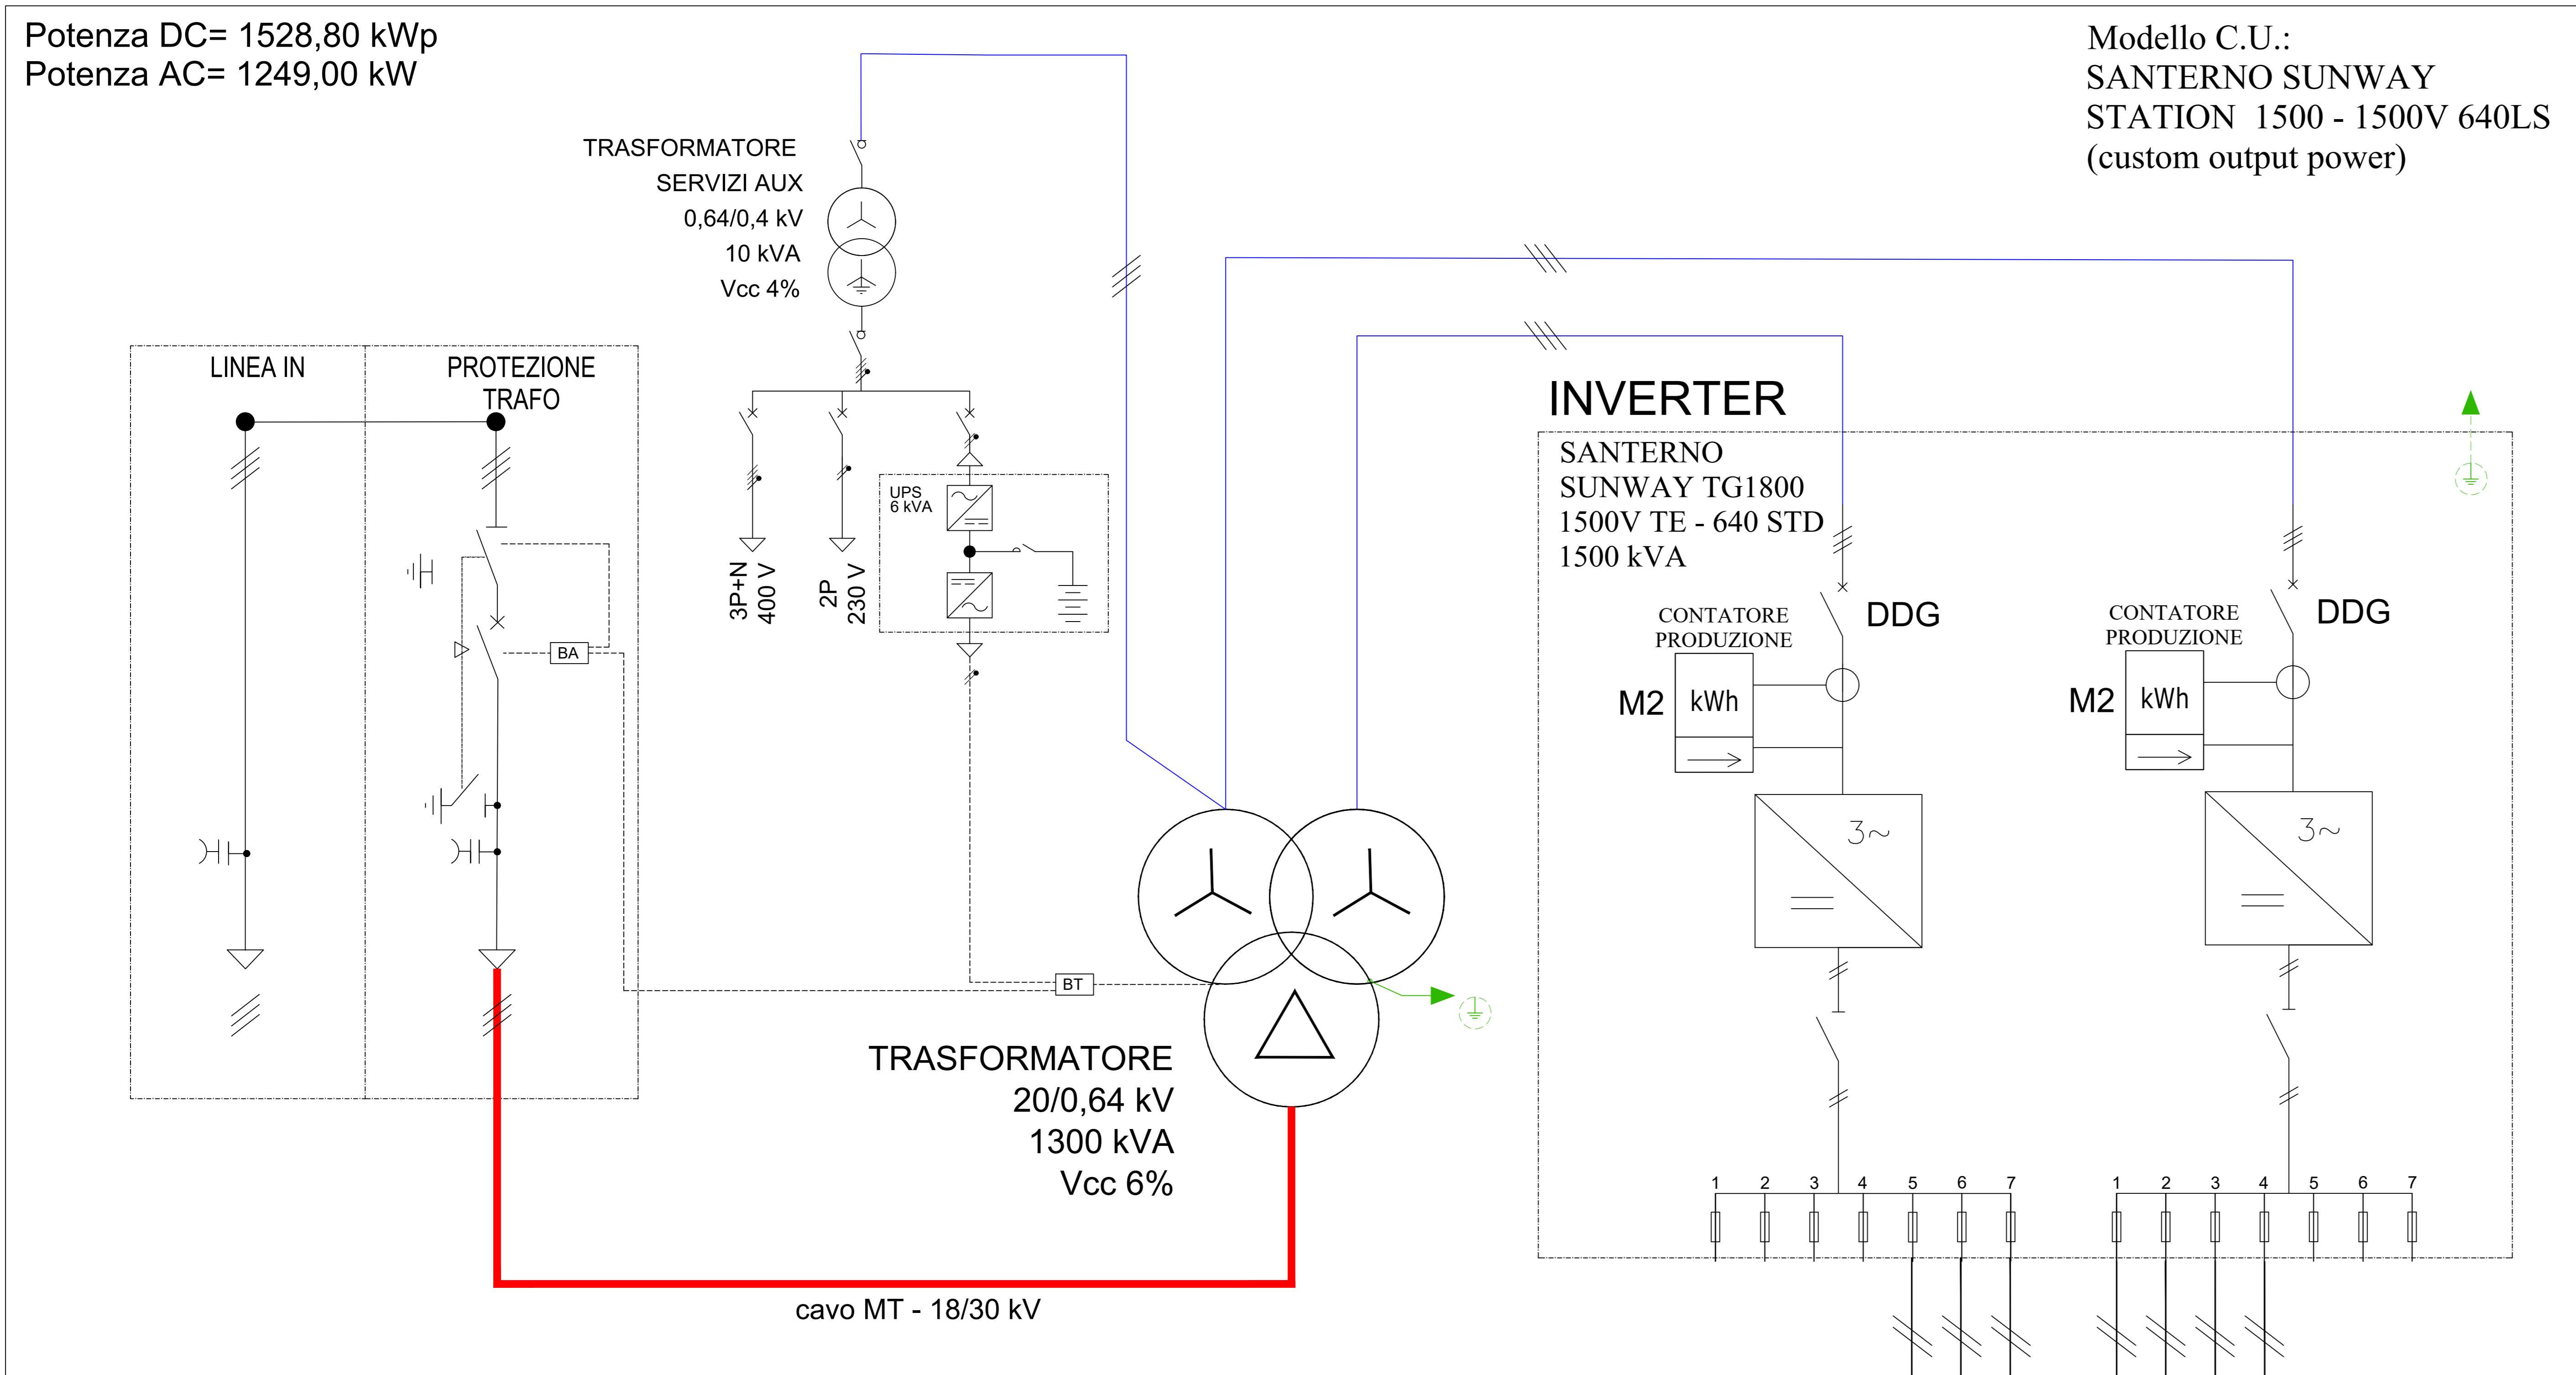 Potenza DC= 1528,80 kWp
Potenza AC= 1249,00 kW
Modello C.U.:
SANTERNO SUNWAY
STATION 1500 - 1500V 640LS
(custom output power)
TRASFORMATORE
SERVIZI AUX
0,64/0,4 kV
10 kVA
Vcc 4%
LINEA IN
PROTEZIONE
TRAFO
BA
3P+N
400 V
2P
230 V
UPS
6 kVA
BT
TRASFORMATORE
20/0,64 kV
1300 kVA
Vcc 6%
cavo MT - 18/30 kV
INVERTER
SANTERNO
SUNWAY TG1800
1500V TE - 640 STD
1500 kVA
CONTATORE
PRODUZIONE
DDG
M2
kWh
3~
CONTATORE
PRODUZIONE
DDG
M2
kWh
3~
1 2 3 4 5 6 7
1 2 3 4 5 6 7